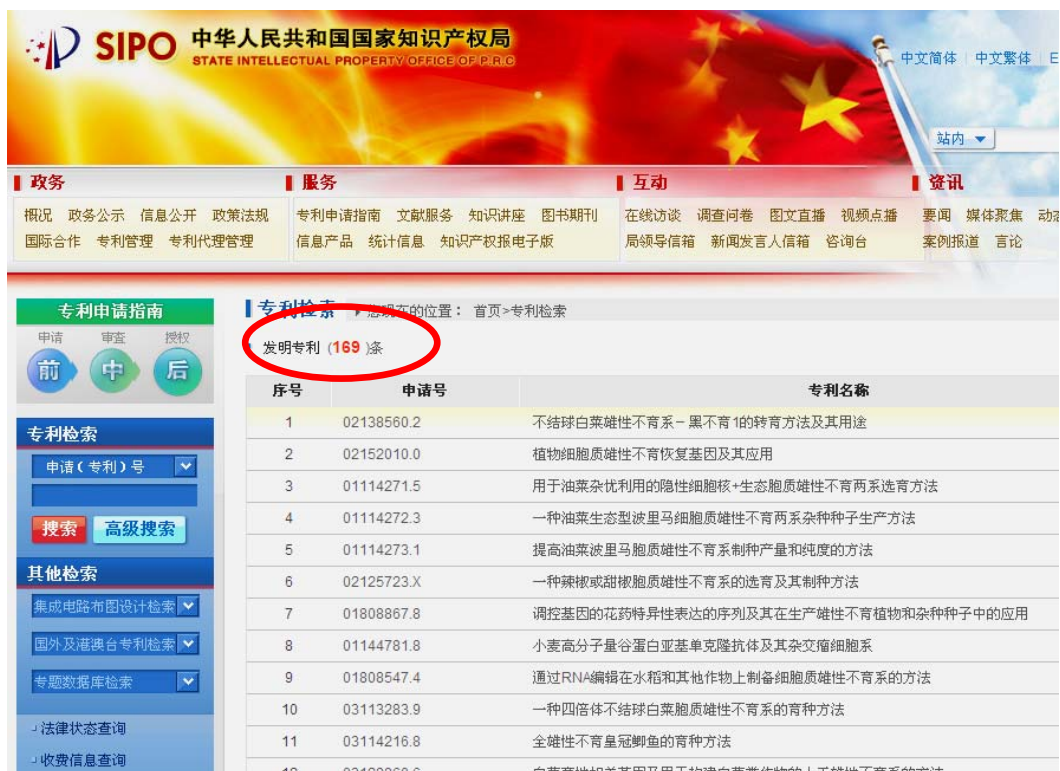 SIPO 中华人民共和国国家知识产权局
STATE INTELLECTUAL PROPERTY OFFICE OF P.R.C
中文简体 中文繁体 E
站内
政务 服务 互动 资讯
概况 政务公示 信息公开 政策法规 专利申请指南 文献服务 知识讲座 图书期刊 在线访谈 调查问卷 图文直播 视频点播 要闻 媒体聚焦 动态
国际合作 专利管理 专利代理管理 信息产品 统计信息 知识产权报电子版 局领导信箱 新闻发言人信箱 咨询台 案例报道 言论
专利申请指南
申请 审查 授权
前 中 后
专利检索
申请(专利)号
搜索 高级搜索
其他检索
集成电路布图设计检索
国外及港澳台专利检索
专题数据库检索
法律状态查询
收费信息查询
专利检索 您现在的位置: 首页>专利检索
发明专利 (169 )条
序号 申请号 专利名称
1 02138560.2 不结球白菜雄性不育系－黑不育1的转育方法及其用途
2 02152010.0 植物细胞质雄性不育恢复基因及其应用
3 01114271.5 用于油菜杂优利用的隐性细胞核+生态胞质雄性不育两系选育方法
4 01114272.3 一种油菜生态型波里马细胞质雄性不育两系杂种种子生产方法
5 01114273.1 提高油菜波里马胞质雄性不育系制种产量和纯度的方法
6 02125723.X 一种辣椒或甜椒胞质雄性不育系的选育及其制种方法
7 01808867.8 调控基因的花药特异性表达的序列及其在生产雄性不育植物和杂种种子中的应用
8 01144781.8 小麦高分子量谷蛋白亚基单克隆抗体及其杂交瘤细胞系
9 01808547.4 通过RNA编辑在水稻和其他作物上制备细胞质雄性不育系的方法
10 03113283.9 一种四倍体不结球白菜胞质雄性不育系的育种方法
11 03114216.8 全雄性不育皇冠鲫鱼的育种方法